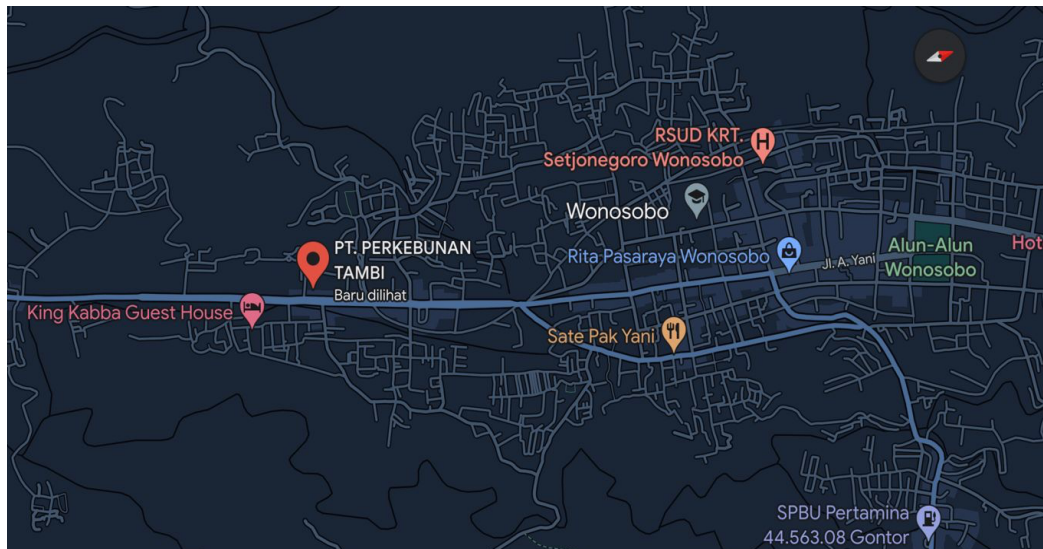 RSUD KRT.
Setjonegoro Wonosobo
H
Wonosobo
PT. PERKEBUNAN
TAMBI
Baru dilihat
Rita Pasaraya Wonosobo
Jl. A. Yani
Alun-Alun
Wonosobo
Hot
King Kabba Guest House
Sate Pak Yani
SPBU Pertamina
44.563.08 Gontor